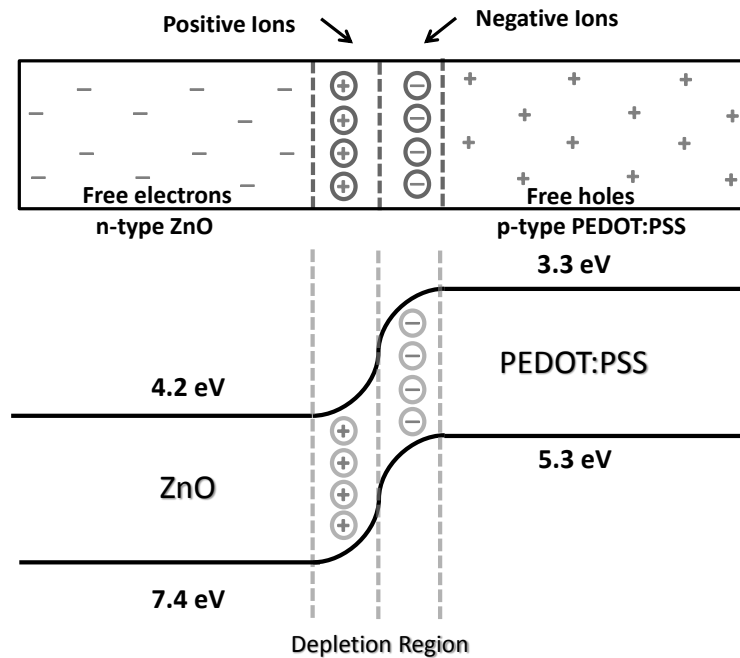 Positive Ions
Negative Ions
Free electrons
Free holes
n-type ZnO
p-type PEDOT:PSS
3.3 eV
4.2 eV
PEDOT:PSS
ZnO
5.3 eV
7.4 eV
Depletion Region